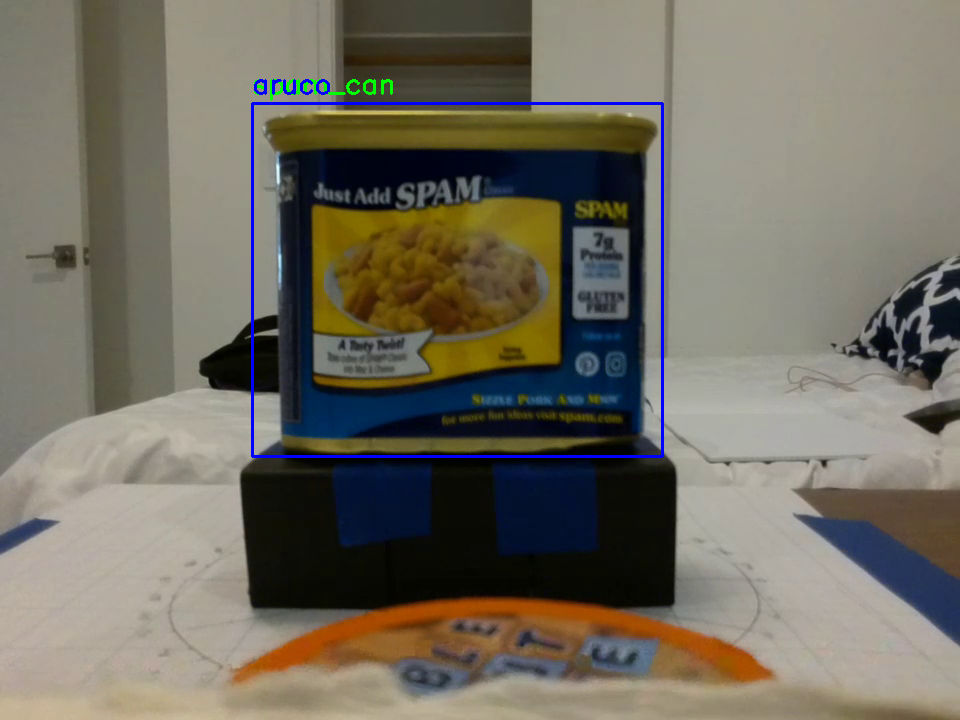 aruco_can
Just Add SPAM
SPAM
7g
Protein
GLUTEN
FREE
A Tasty Twist!
SIZZLE PORK AND MMM
for more fun ideas visit spam.com
B L E
U T E